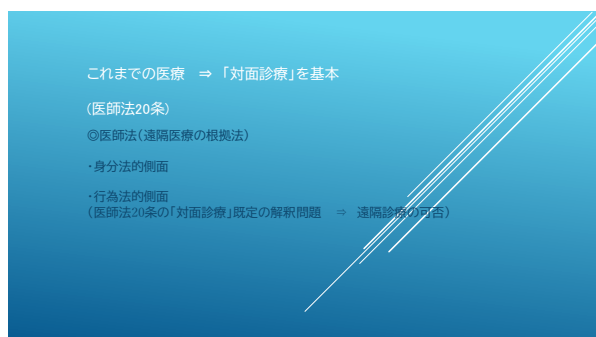 これまでの医療　⇒ 「対面診療」を基本
(医師法20条)
◎医師法（遠隔医療の根拠法）
・身分法的側面
・行為法的側面
（医師法20条の「対面診療」既定の解釈問題　⇒　遠隔診療の可否）